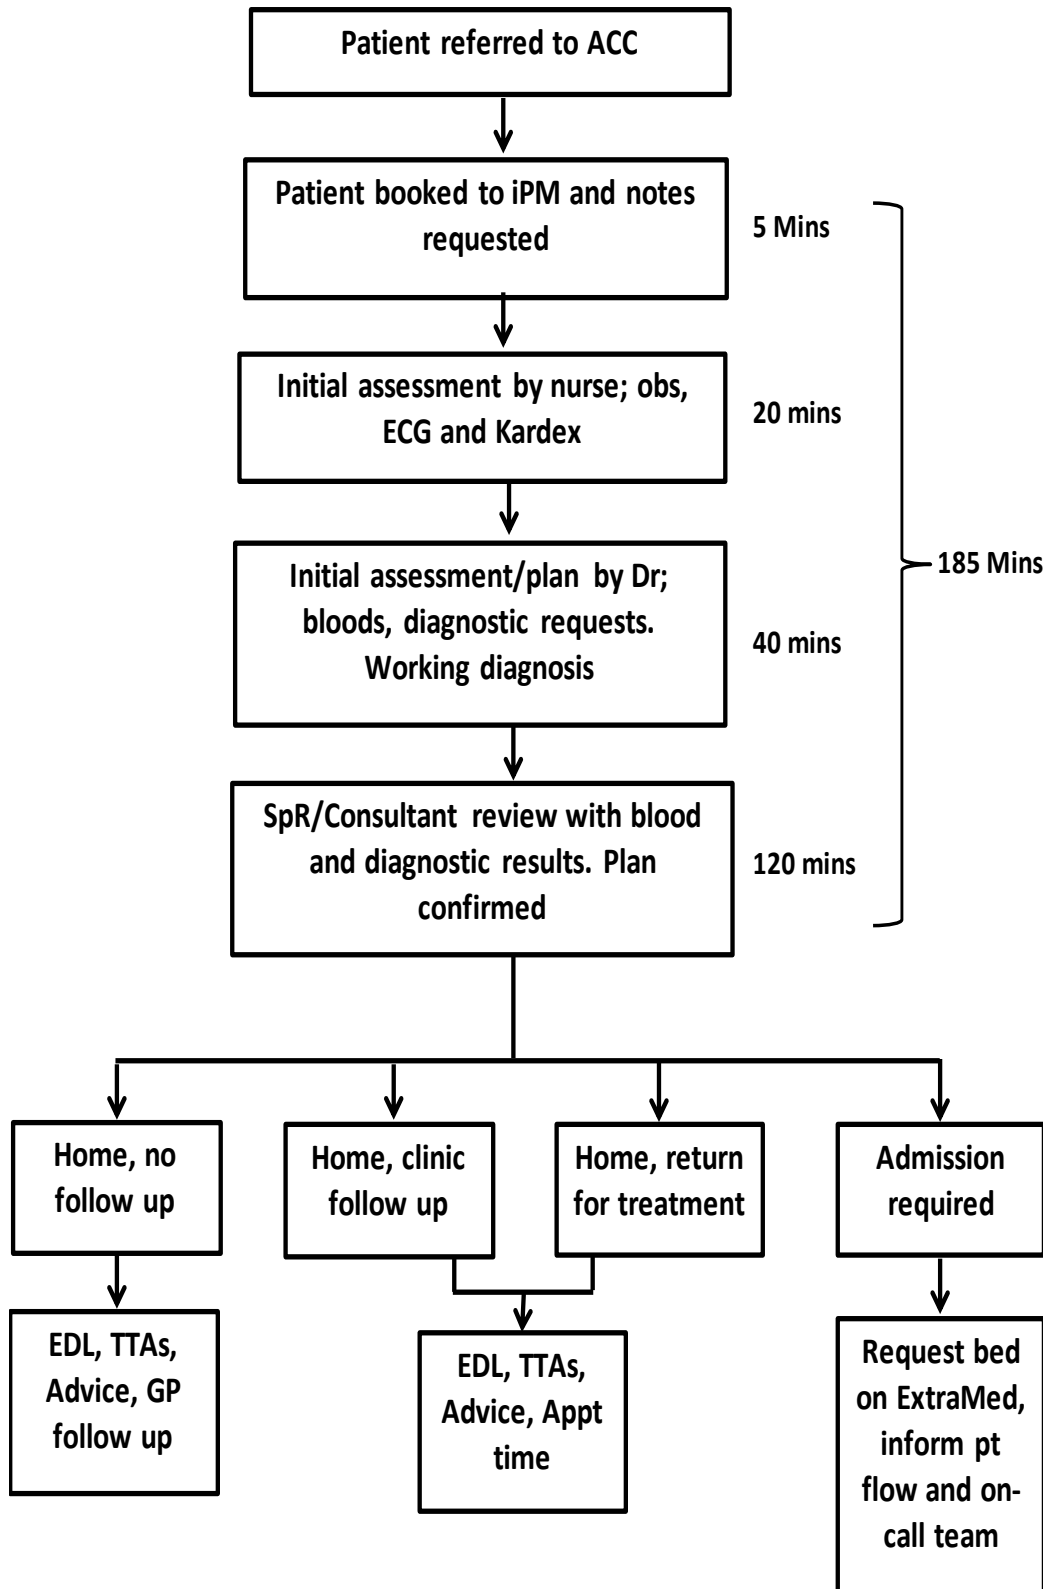 Patient referred to ACC
Patient booked to iPM and notes
requested
5 Mins
Initial assessment by nurse; obs,
ECG and Kardex
20 mins
Initial assessment/plan by Dr;
bloods, diagnostic requests.
Working diagnosis
40 mins
185 Mins
SpR/Consultant review with blood
and diagnostic results. Plan
confirmed
120 mins
Home, no
follow up
Home, clinic
follow up
Home, return
for treatment
Admission
required
EDL, TTAs,
Advice, GP
follow up
EDL, TTAs,
Advice, Appt
time
Request bed
on ExtraMed,
inform pt
flow and on-
call team